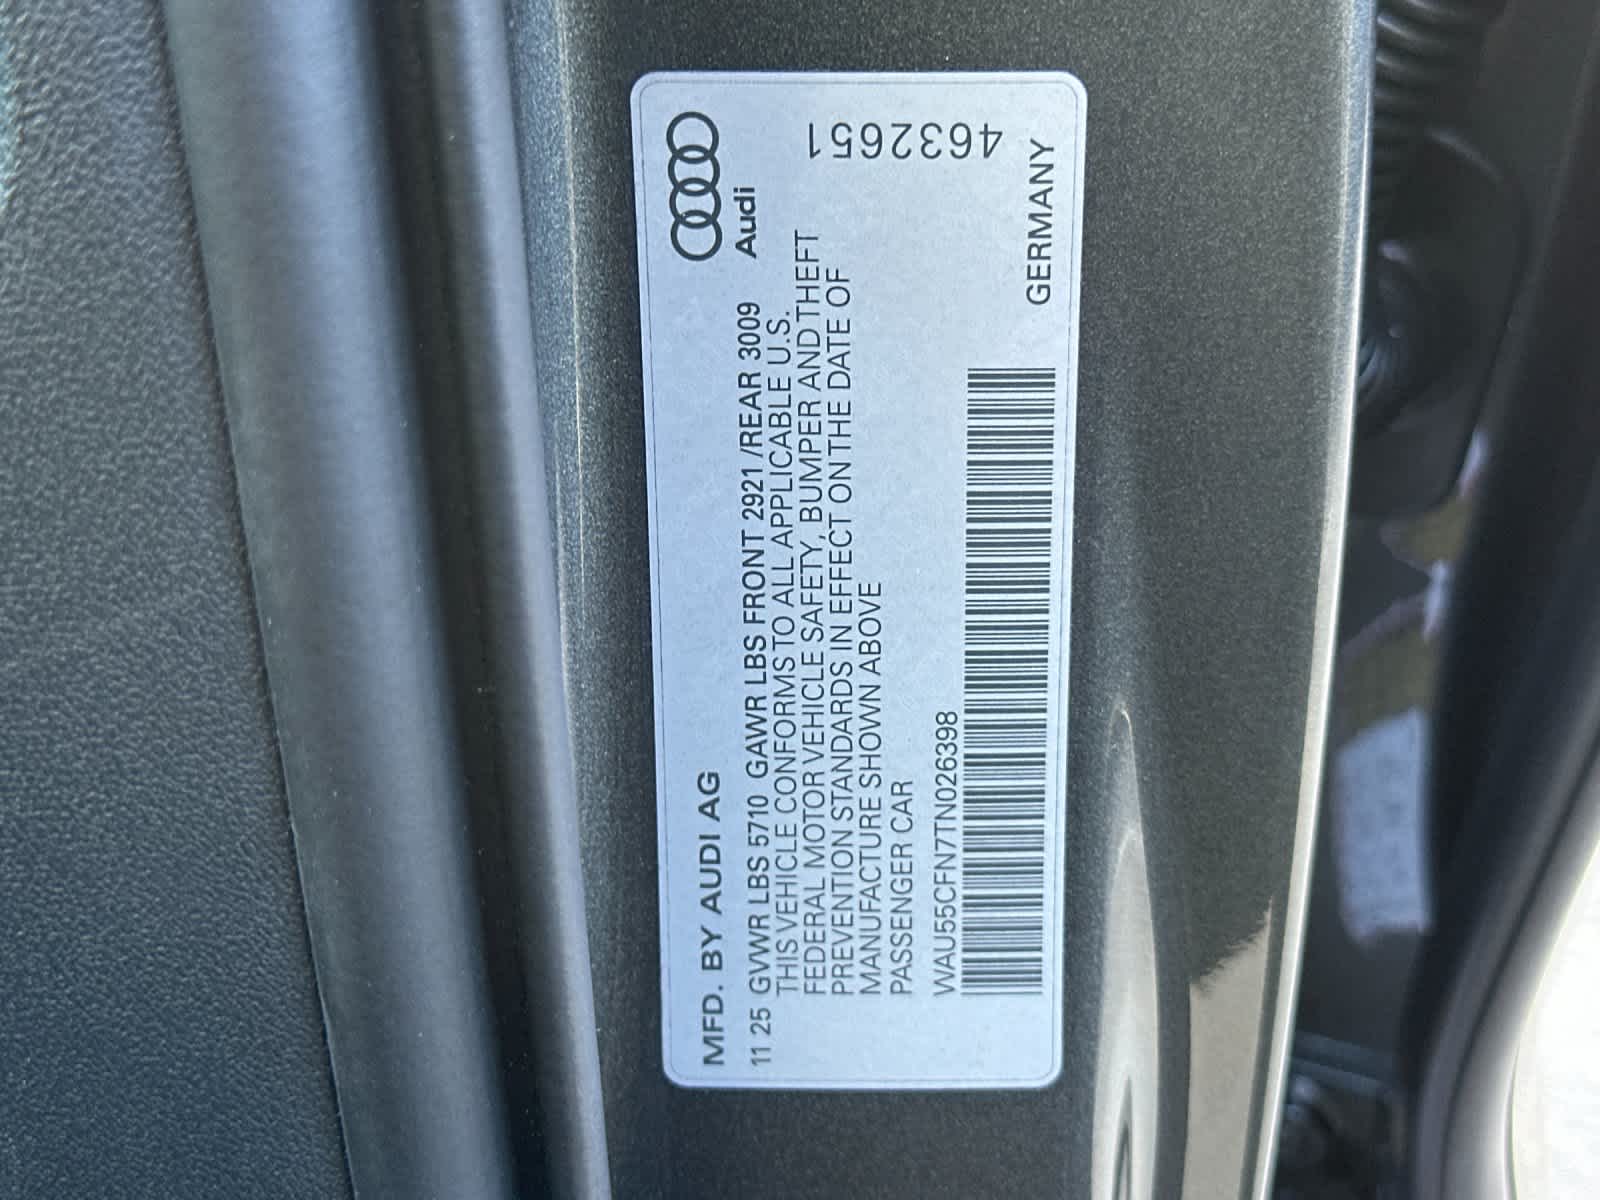 MFD. BY AUDI AG
Audi
11 25 GVWR LBS 5710 GAWR LBS FRONT 2921 /REAR 3009
THIS VEHICLE CONFORMS TO ALL APPLICABLE U.S.
FEDERAL MOTOR VEHICLE SAFETY, BUMPER AND THEFT
PREVENTION STANDARDS IN EFFECT ON THE DATE OF
MANUFACTURE SHOWN ABOVE
PASSENGER CAR
4632651
WAU55CFN7TN026398
GERMANY